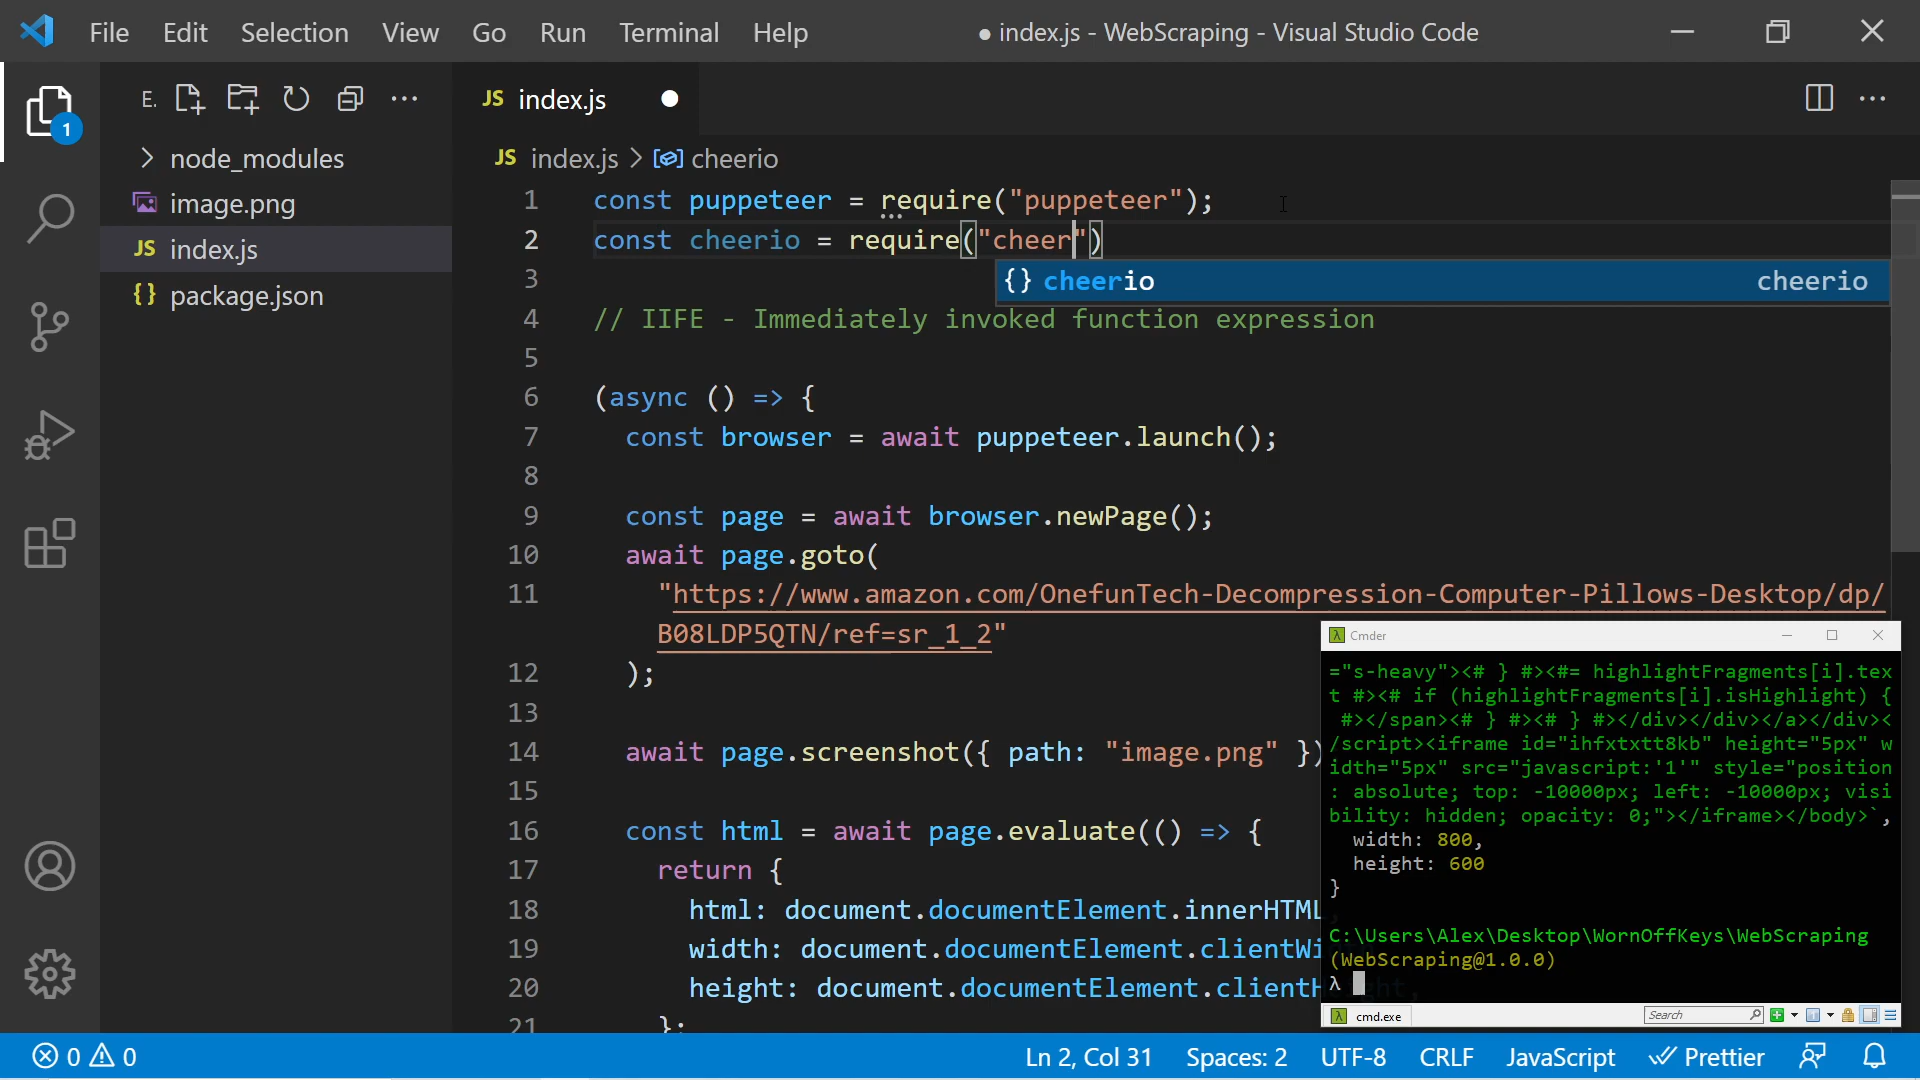 File Edit Selection View Go Run Terminal Help
● index.js - WebScraping - Visual Studio Code
1
E.
node_modules
image.png
JS index.js
{} package.json
JS index.js
JS index.js > cheerio
1 const puppeteer = require("puppeteer");
2 const cheerio = require("cheer")
{} cheerio cheerio
3
4 // IIFE - Immediately invoked function expression
5
6 (async () => {
7 const browser = await puppeteer.launch();
8
9 const page = await browser.newPage();
10 await page.goto(
11 "https://www.amazon.com/OnefunTech-Decompression-Computer-Pillows-Desktop/dp/
B08LDP5QTN/ref=sr_1_2"
12 );
13
14 await page.screenshot({ path: "image.png" })
15
16 const html = await page.evaluate(() => {
17 return {
18 html: document.documentElement.innerHTML,
19 width: document.documentElement.clientWi
20 height: document.documentElement.clientHeight,
21 };
λ Cmder
="s-heavy"><# } #><#= highlightFragments[i].tex
t #><# if (highlightFragments[i].isHighlight) {
#></span><# } #><# } #></div></div></a></div><
/script><iframe id="ihfxtxtt8kb" height="5px" w
idth="5px" src="javascript:'1'" style="position
: absolute; top: -10000px; left: -10000px; visi
bility: hidden; opacity: 0;"></iframe></body>`,
width: 800,
height: 600
}
C:\Users\Alex\Desktop\WornOffKeys\WebScraping
(WebScraping@1.0.0)
λ
λ cmd.exe
Search
0 0
Ln 2, Col 31 Spaces: 2 UTF-8 CRLF JavaScript Prettier